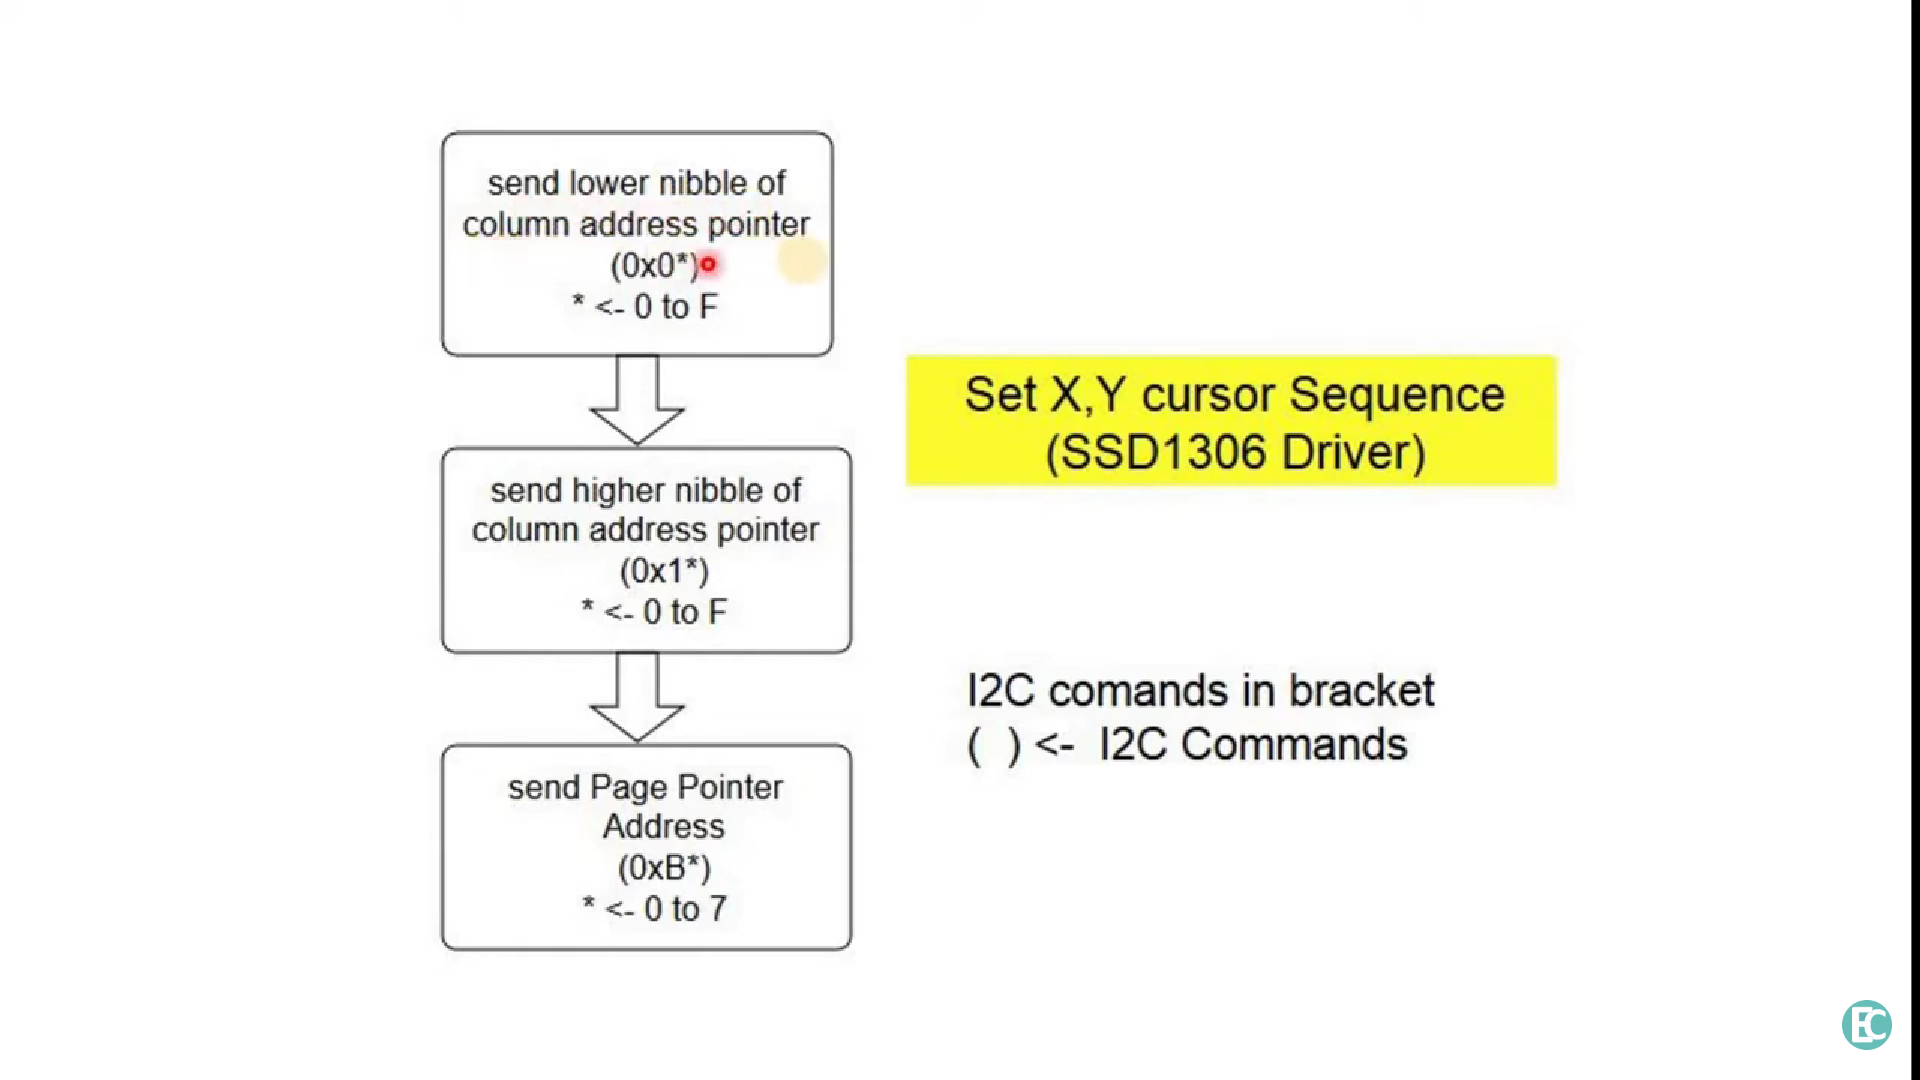 send lower nibble of
column address pointer
(0x0*)
* <- 0 to F
send higher nibble of
column address pointer
(0x1*)
* <- 0 to F
send Page Pointer
Address
(0xB*)
* <- 0 to 7
Set X,Y cursor Sequence
(SSD1306 Driver)
I2C comands in bracket
( ) <- I2C Commands
EC